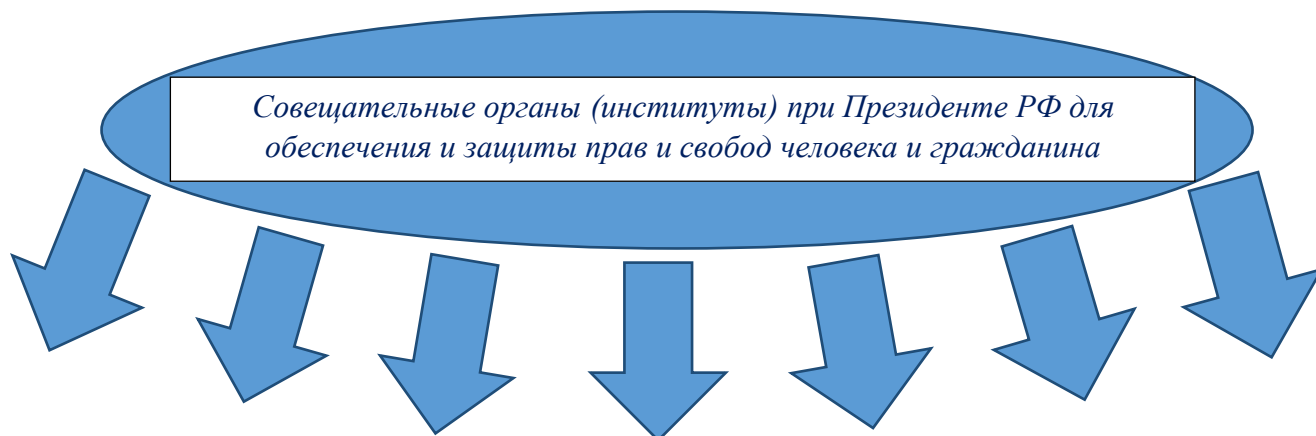 Совещательные органы (институты) при Президенте РФ для
обеспечения и защиты прав и свобод человека и гражданина